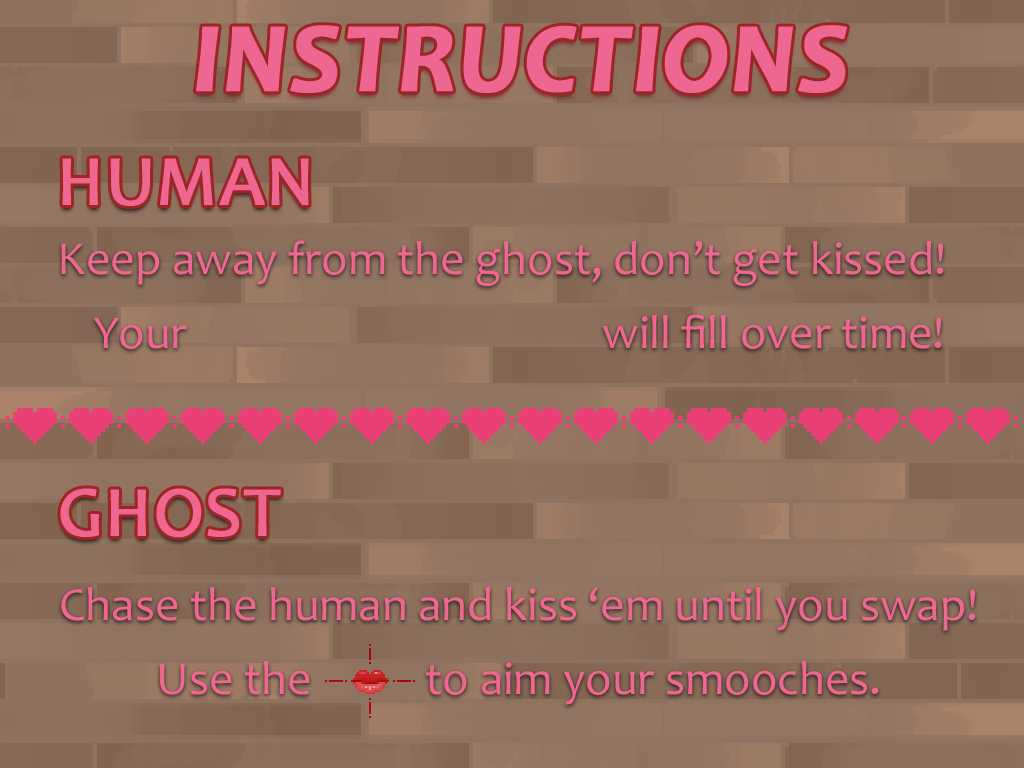 INSTRUCTIONS
HUMAN
Keep away from the ghost, don’t get kissed!
Your will fill over time!
GHOST
Chase the human and kiss ‘em until you swap!
Use the to aim your smooches.